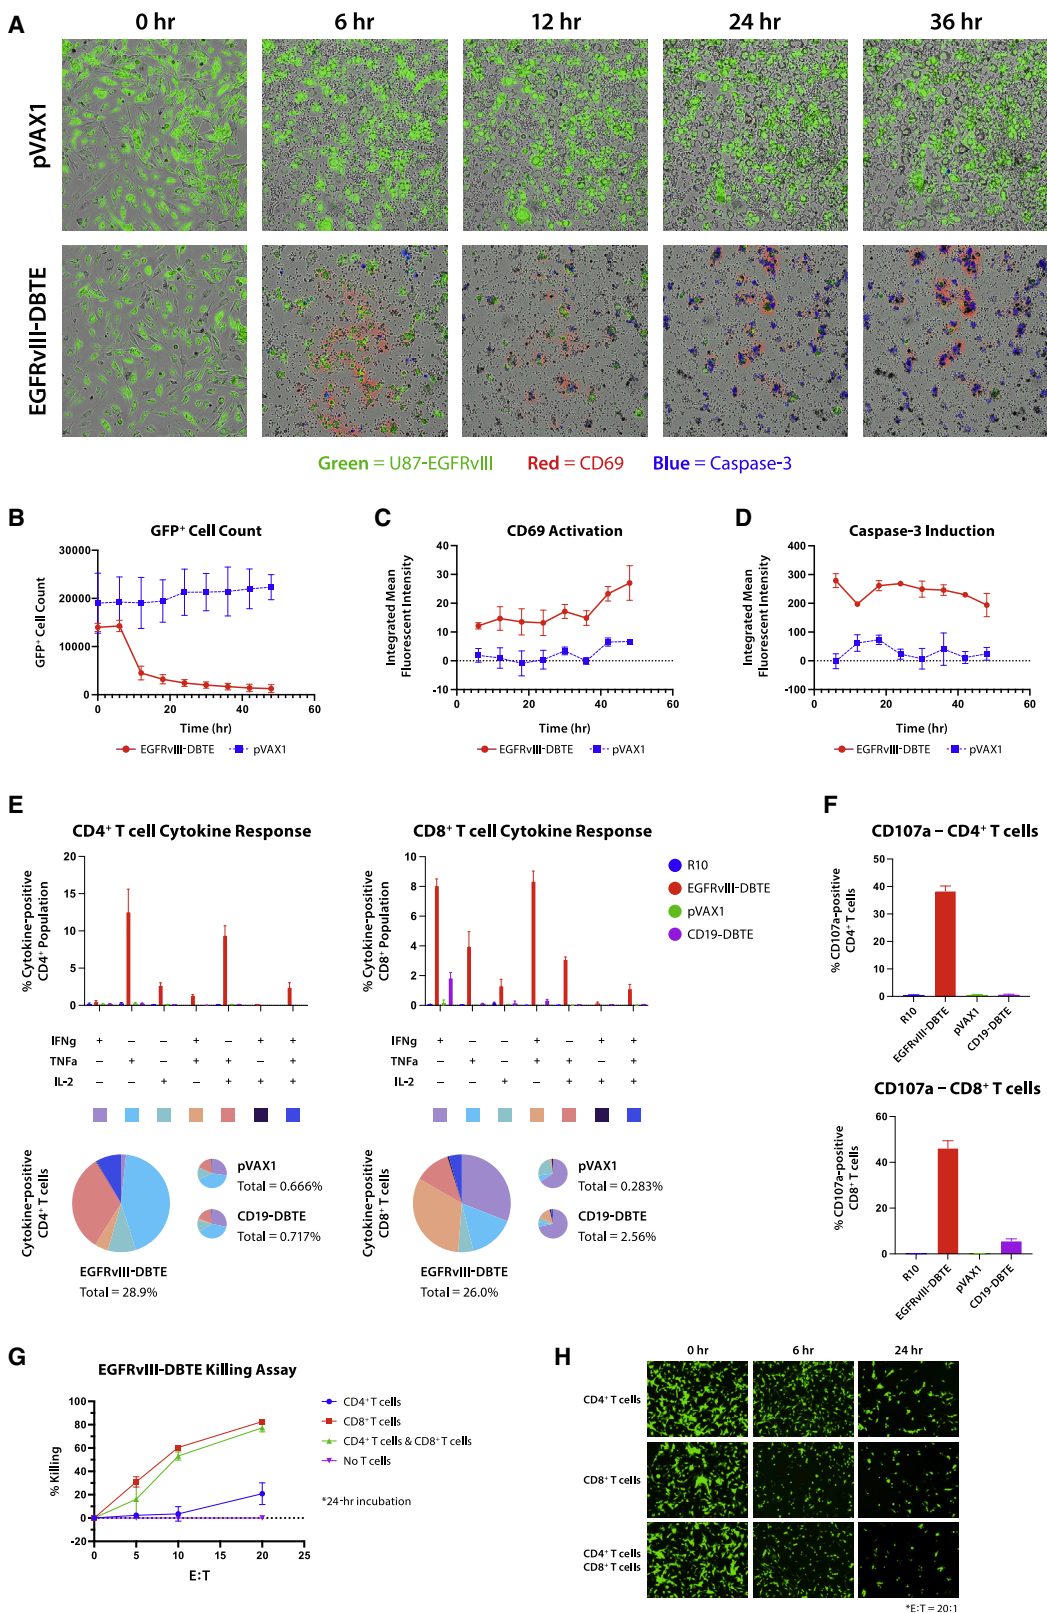 A
0 hr 6 hr 12 hr 24 hr 36 hr
pVAX1
EGFRvIII-DBTE
Green = U87-EGFRvIII Red = CD69 Blue = Caspase-3
B
GFP⁺ Cell Count
30000
20000
10000
0
GFP⁺ Cell Count
0 20 40 60
Time (hr)
EGFRvIII-DBTE pVAX1
C
CD69 Activation
40
30
20
10
0
-10
Integrated Mean
Fluorescent Intensity
0 20 40 60
Time (hr)
EGFRvIII-DBTE pVAX1
D
Caspase-3 Induction
400
300
200
100
0
-100
Integrated Mean
Fluorescent Intensity
0 20 40 60
Time (hr)
EGFRvIII-DBTE pVAX1
E
CD4⁺ T cell Cytokine Response
20
15
10
5
0
% Cytokine-positive
CD4⁺ Population
IFNg + – – + – + +
TNFa – + – + + – +
IL-2 – – + – + + +
CD8⁺ T cell Cytokine Response
10
8
6
4
2
0
% Cytokine-positive
CD8⁺ Population
IFNg + – – + – + +
TNFa – + – + + – +
IL-2 – – + – + + +
R10
EGFRvIII-DBTE
pVAX1
CD19-DBTE
Cytokine-positive
CD4⁺ T cells
EGFRvIII-DBTE
Total = 28.9%
pVAX1
Total = 0.666%
CD19-DBTE
Total = 0.717%
Cytokine-positive
CD8⁺ T cells
EGFRvIII-DBTE
Total = 26.0%
pVAX1
Total = 0.283%
CD19-DBTE
Total = 2.56%
F
CD107a – CD4⁺ T cells
50
40
30
20
10
0
% CD107a-positive
CD4⁺ T cells
R10 EGFRvIII-DBTE pVAX1 CD19-DBTE
CD107a – CD8⁺ T cells
60
40
20
0
% CD107a-positive
CD8⁺ T cells
R10 EGFRvIII-DBTE pVAX1 CD19-DBTE
G
EGFRvIII-DBTE Killing Assay
100
80
60
40
20
0
-20
% Killing
0 5 10 15 20 25
E:T
CD4⁺ T cells
CD8⁺ T cells
CD4⁺ T cells & CD8⁺ T cells
No T cells
*24-hr incubation
H
0 hr 6 hr 24 hr
CD4⁺ T cells
CD8⁺ T cells
CD4⁺ T cells
CD8⁺ T cells
*E:T = 20:1